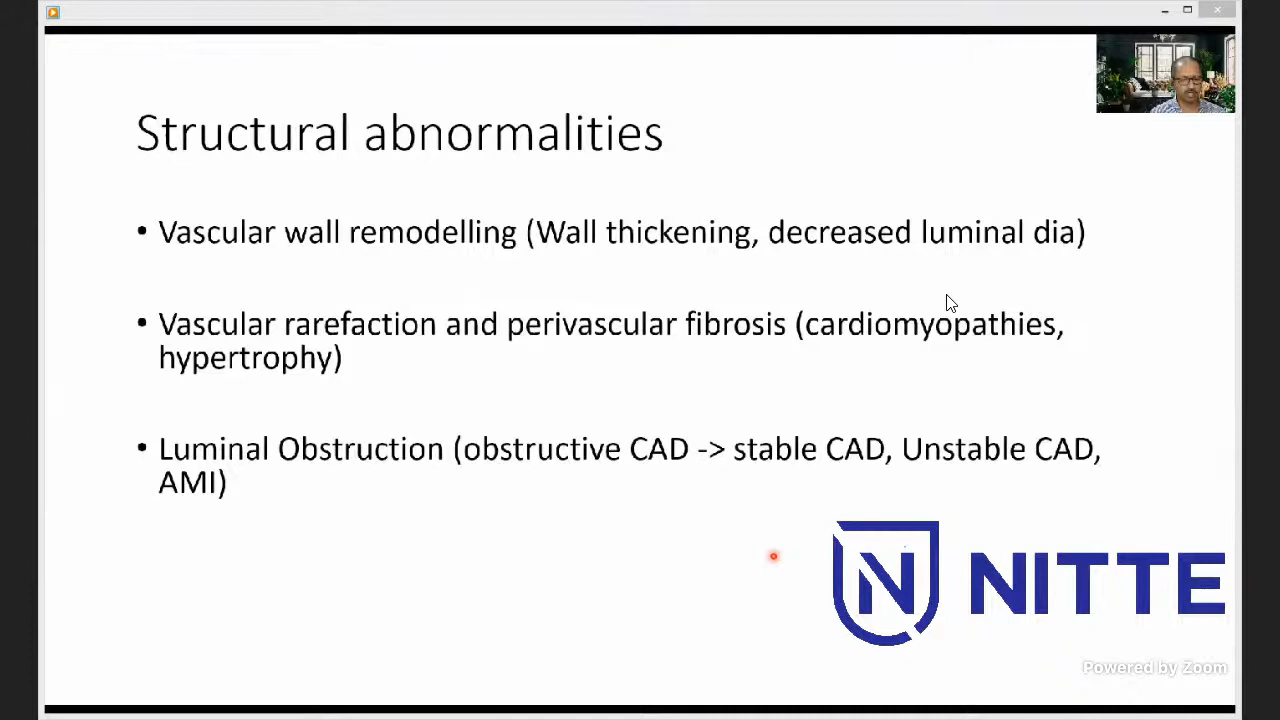 Structural abnormalities
• Vascular wall remodelling (Wall thickening, decreased luminal dia)
• Vascular rarefaction and perivascular fibrosis (cardiomyopathies,
hypertrophy)
• Luminal Obstruction (obstructive CAD -> stable CAD, Unstable CAD,
AMI)
N NITTE
Powered by Zoom